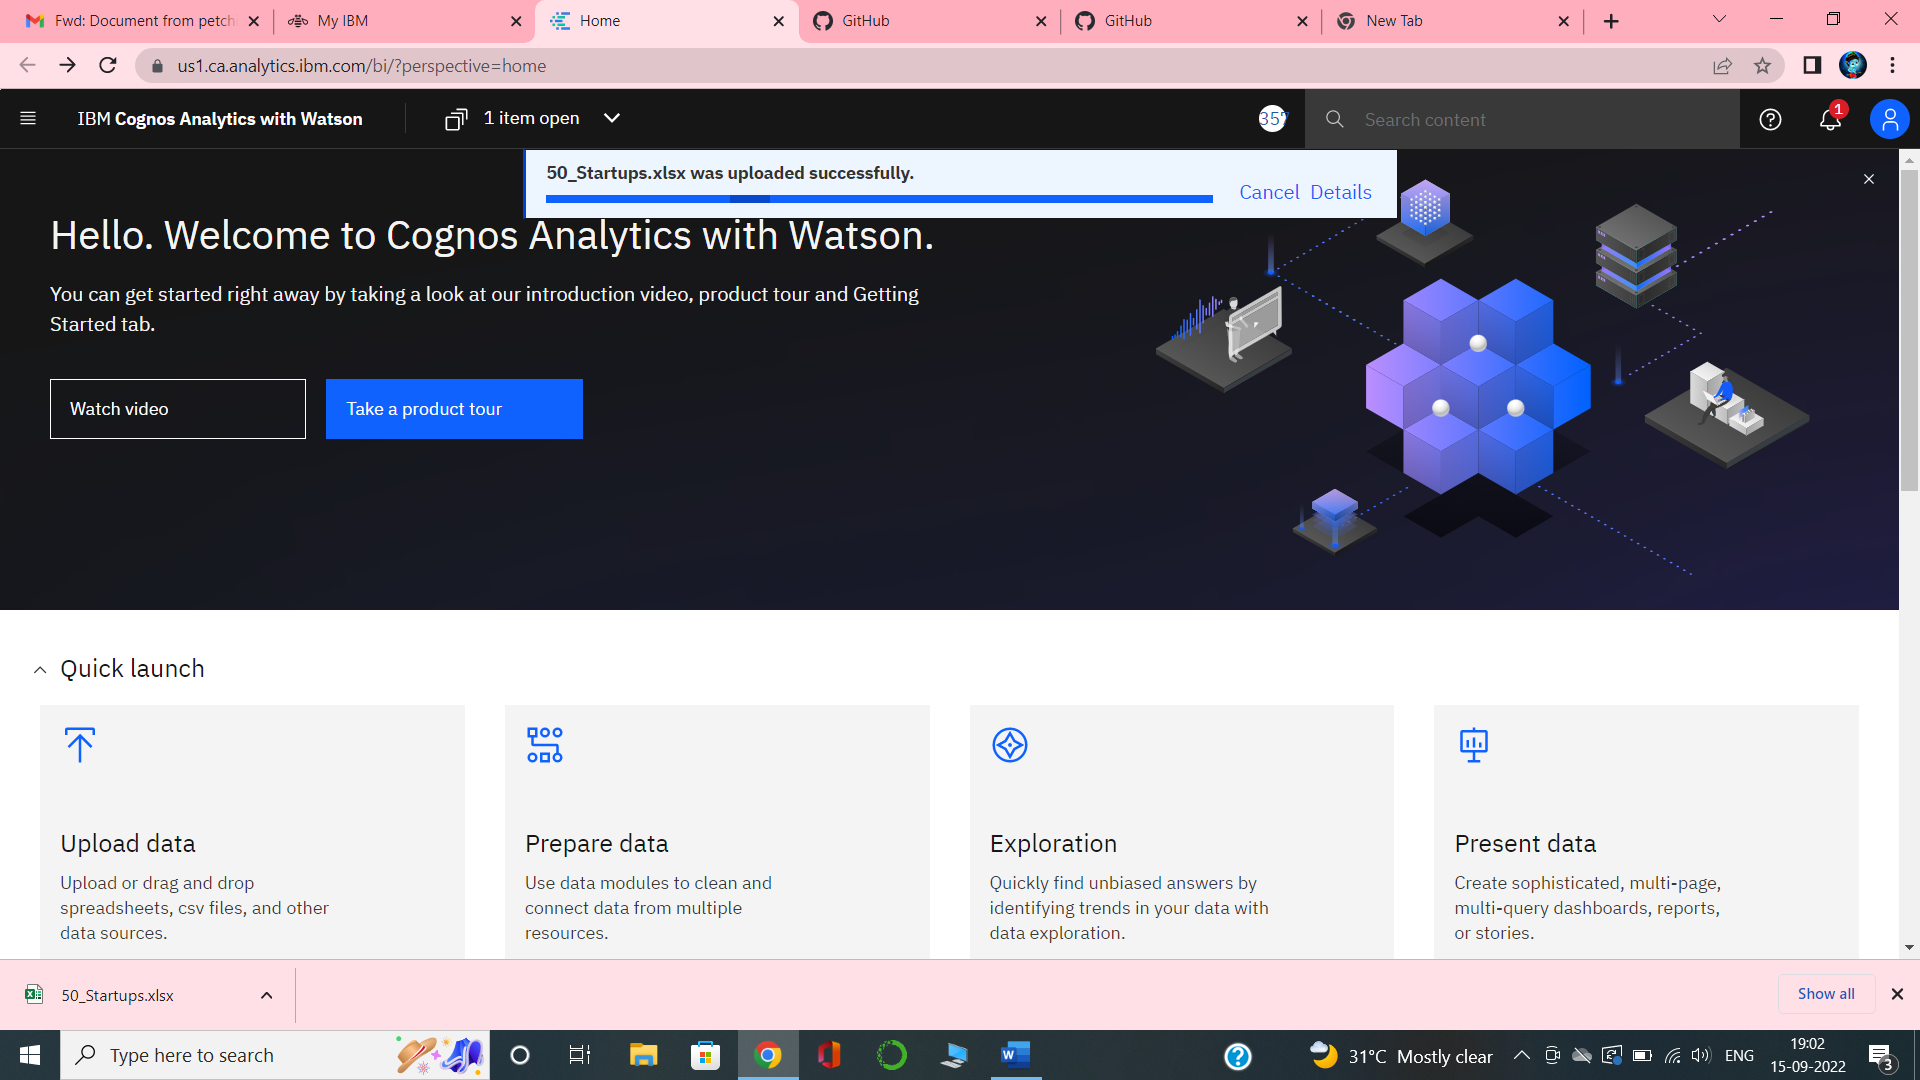 Fwd: Document from petch
My IBM
Home
GitHub
GitHub
New Tab
us1.ca.analytics.ibm.com/bi/?perspective=home
IBM Cognos Analytics with Watson
1 item open
357
Search content
1
50_Startups.xlsx was uploaded successfully.
Cancel Details
Hello. Welcome to Cognos Analytics with Watson.
You can get started right away by taking a look at our introduction video, product tour and Getting
Started tab.
Watch video
Take a product tour
Quick launch
Upload data
Upload or drag and drop
spreadsheets, csv files, and other
data sources.
Prepare data
Use data modules to clean and
connect data from multiple
resources.
Exploration
Quickly find unbiased answers by
identifying trends in your data with
data exploration.
Present data
Create sophisticated, multi-page,
multi-query dashboards, reports,
or stories.
50_Startups.xlsx
Show all
Type here to search
31°C Mostly clear
ENG
19:02
15-09-2022
3